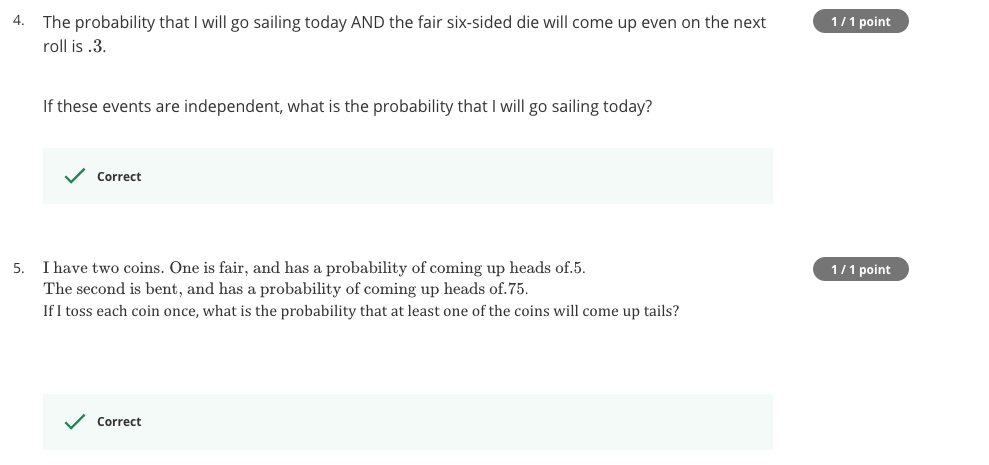 4. The probability that I will go sailing today AND the fair six-sided die will come up even on the next
roll is .3.
1 / 1 point
If these events are independent, what is the probability that I will go sailing today?
Correct
5. I have two coins. One is fair, and has a probability of coming up heads of.5.
1 / 1 point
The second is bent, and has a probability of coming up heads of.75.
If I toss each coin once, what is the probability that at least one of the coins will come up tails?
Correct